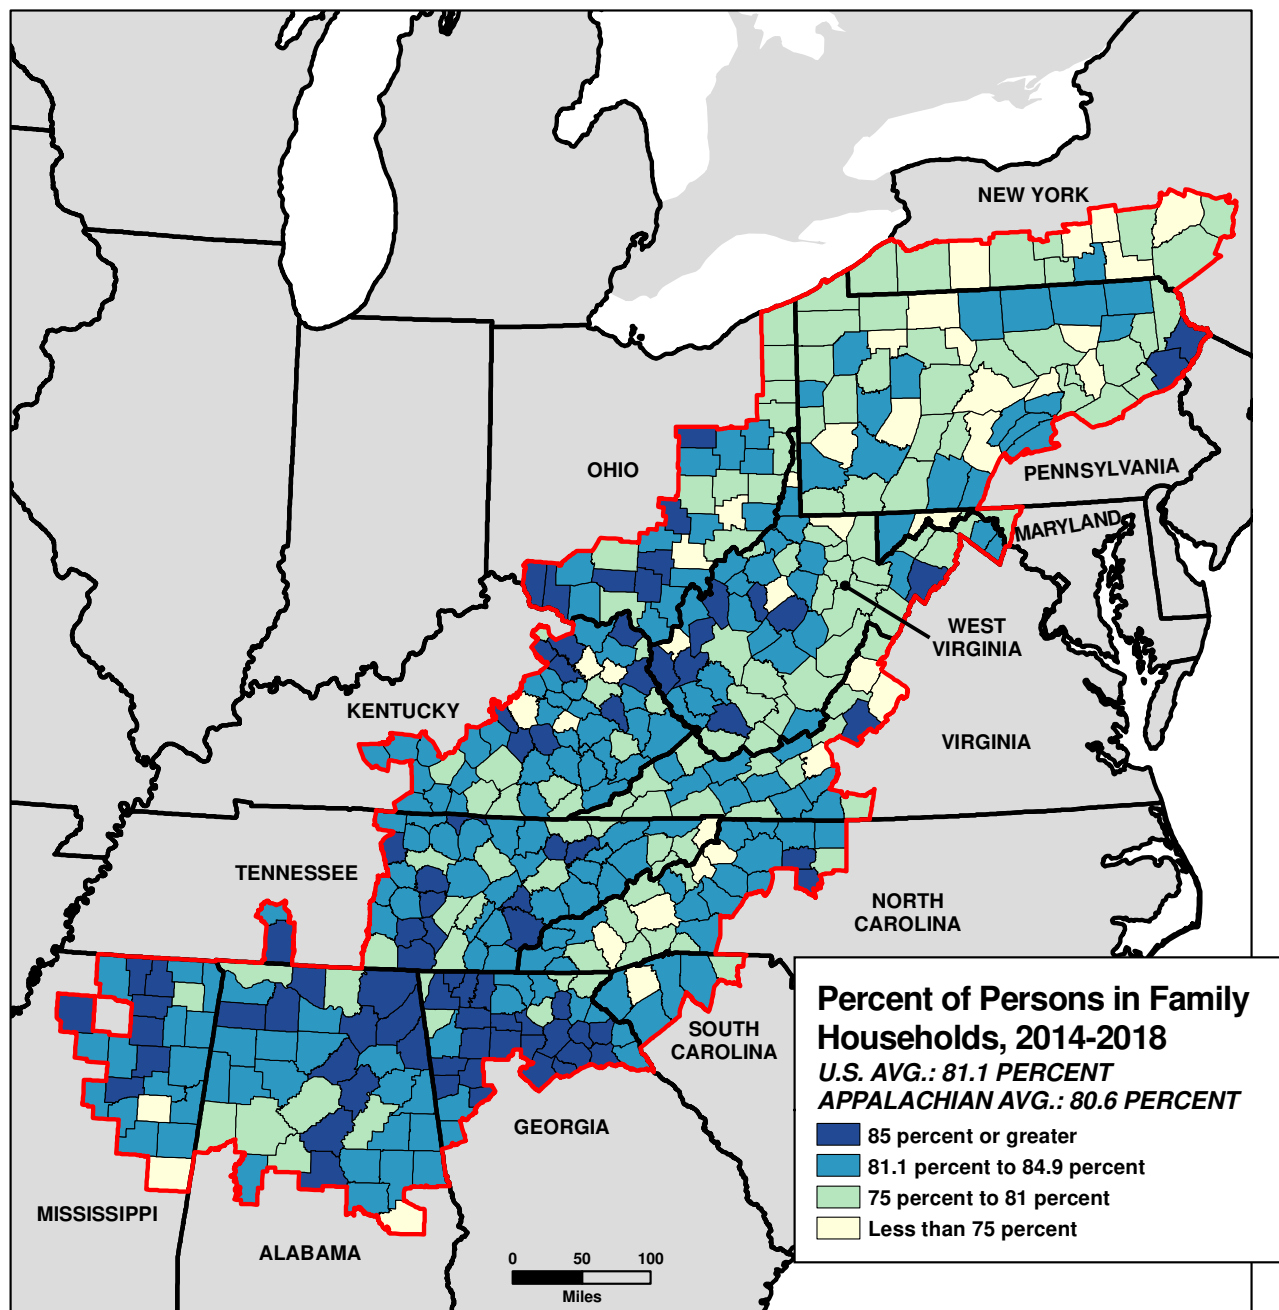 NEW YORK
OHIO
PENNSYLVANIA
MARYLAND
WEST
VIRGINIA
KENTUCKY
VIRGINIA
TENNESSEE
NORTH
CAROLINA
SOUTH
CAROLINA
GEORGIA
MISSISSIPPI
ALABAMA
Percent of Persons in Family
Households, 2014-2018
U.S. AVG.: 81.1 PERCENT
APPALACHIAN AVG.: 80.6 PERCENT
85 percent or greater
81.1 percent to 84.9 percent
75 percent to 81 percent
Less than 75 percent
0 50 100
Miles